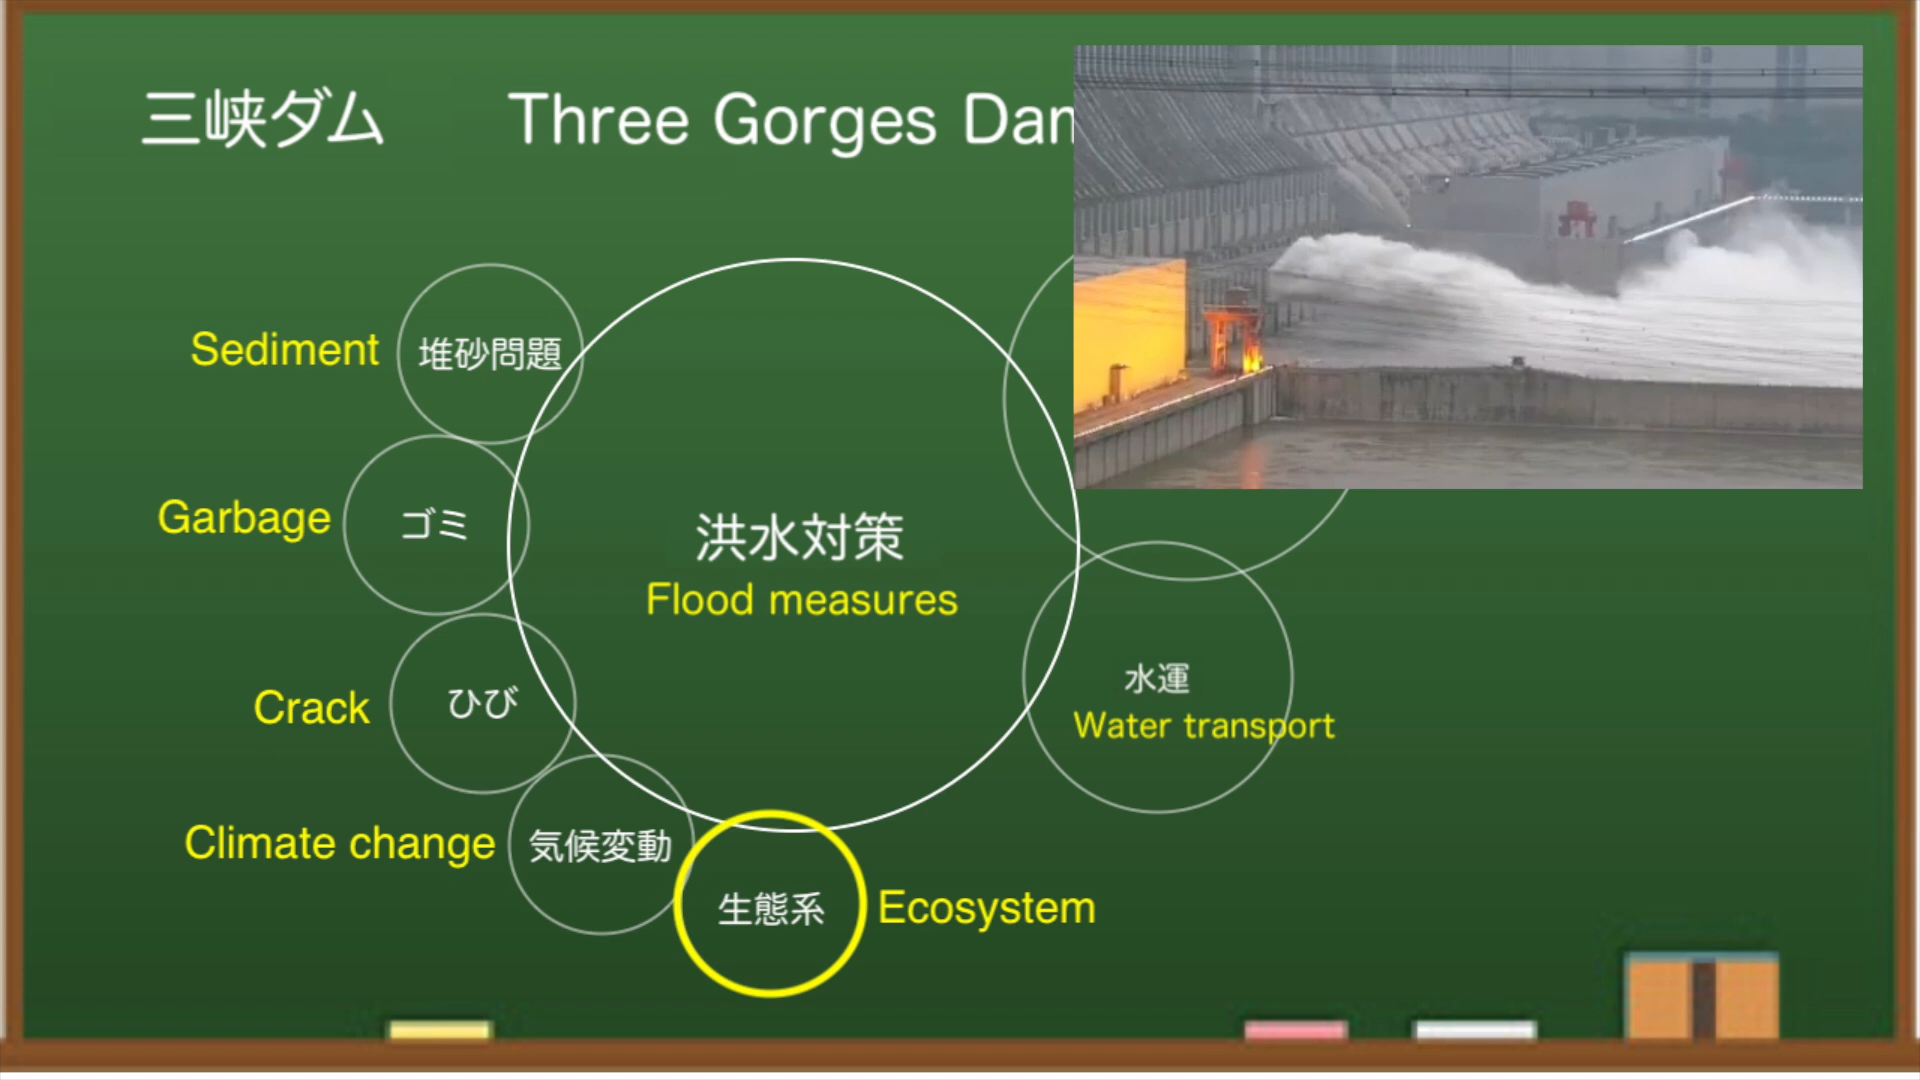 三峡ダム Three Gorges Dam
Sediment 堆砂問題
Garbage ゴミ
洪水対策
Flood measures
Crack ひび
水運
Water transport
Climate change 気候変動
生態系 Ecosystem